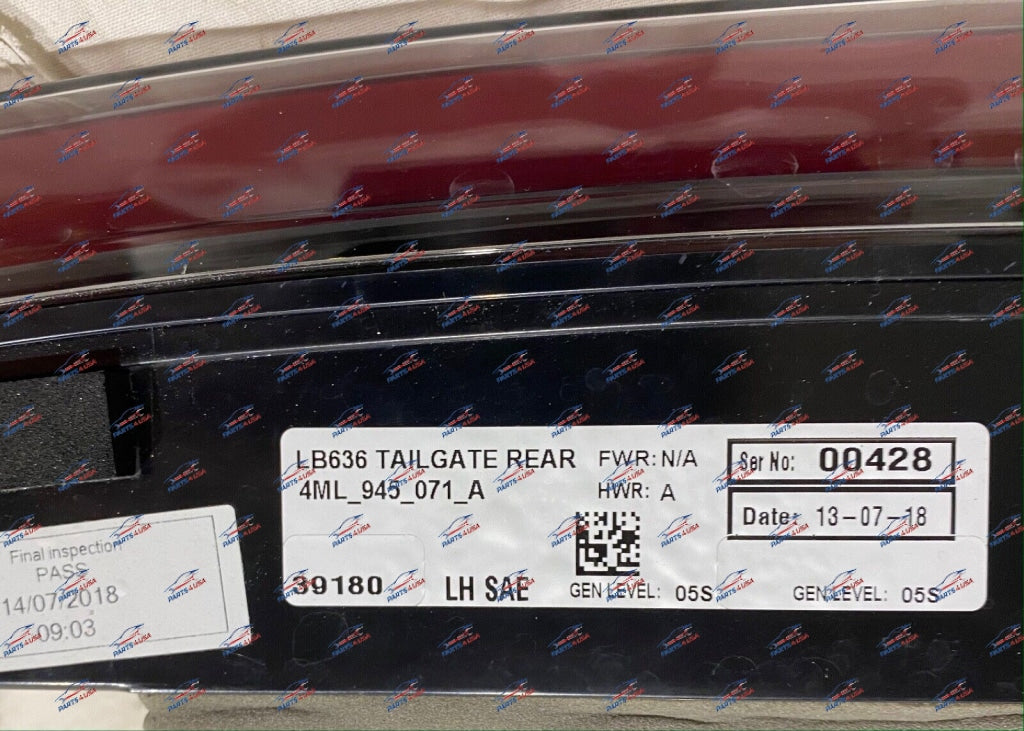 LB636 TAILGATE REAR
4ML_945_071_A
FWR: N/A
HWR: A
Ser No: 00428
Date: 13-07-18
39180
LH SAE
GEN LEVEL: 05S
GEN LEVEL: 05S
Final inspection
PASS
14/07/2018
09:03
PARTS4USA